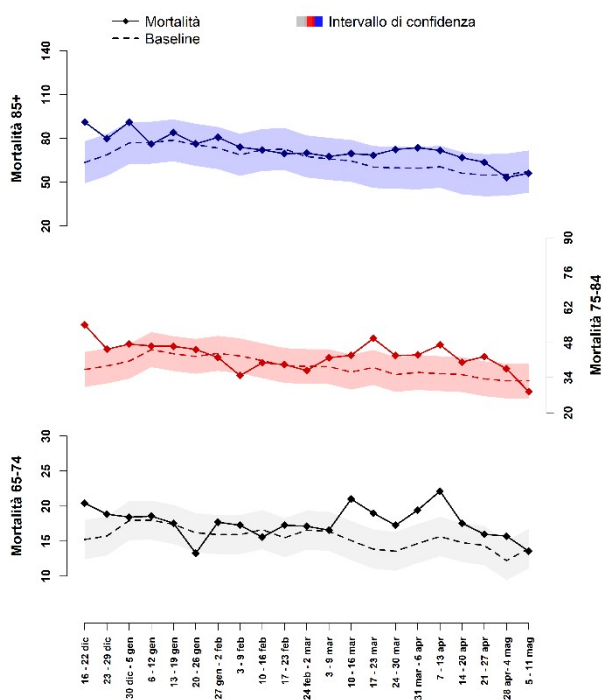 Mortalità
Baseline
Intervallo di confidenza
Mortalità 85+
140
110
80
50
20
Mortalità 75-84
90
76
62
48
34
20
Mortalità 65-74
30
25
20
15
10
16 - 22 dic
23 - 29 dic
30 dic - 5 gen
6 - 12 gen
13 - 19 gen
20 - 26 gen
27 gen - 2 feb
3 - 9 feb
10 - 16 feb
17 - 23 feb
24 feb - 2 mar
3 - 9 mar
10 - 16 mar
17 - 23 mar
24 - 30 mar
31 mar - 6 apr
7 - 13 apr
14 - 20 apr
21 - 27 apr
28 apr - 4 mag
5 - 11 mag